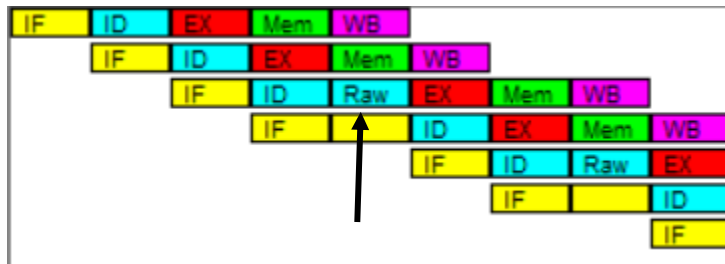 IF ID EX Mem WB
IF ID EX Mem WB
IF ID Raw EX Mem WB
IF ID EX Mem WB
IF ID Raw EX
IF ID
IF